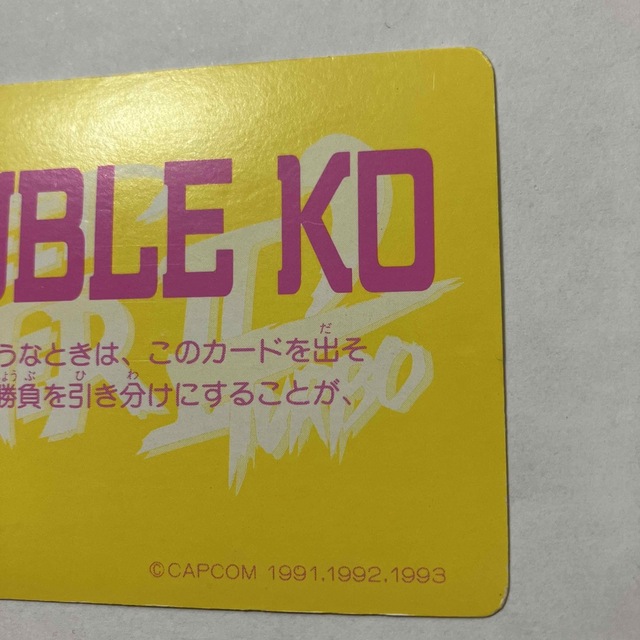 UBLE KO
うなときは、このカードを出そ
勝負を引き分けにすることが、
TURBO
©CAPCOM 1991.1992.1993